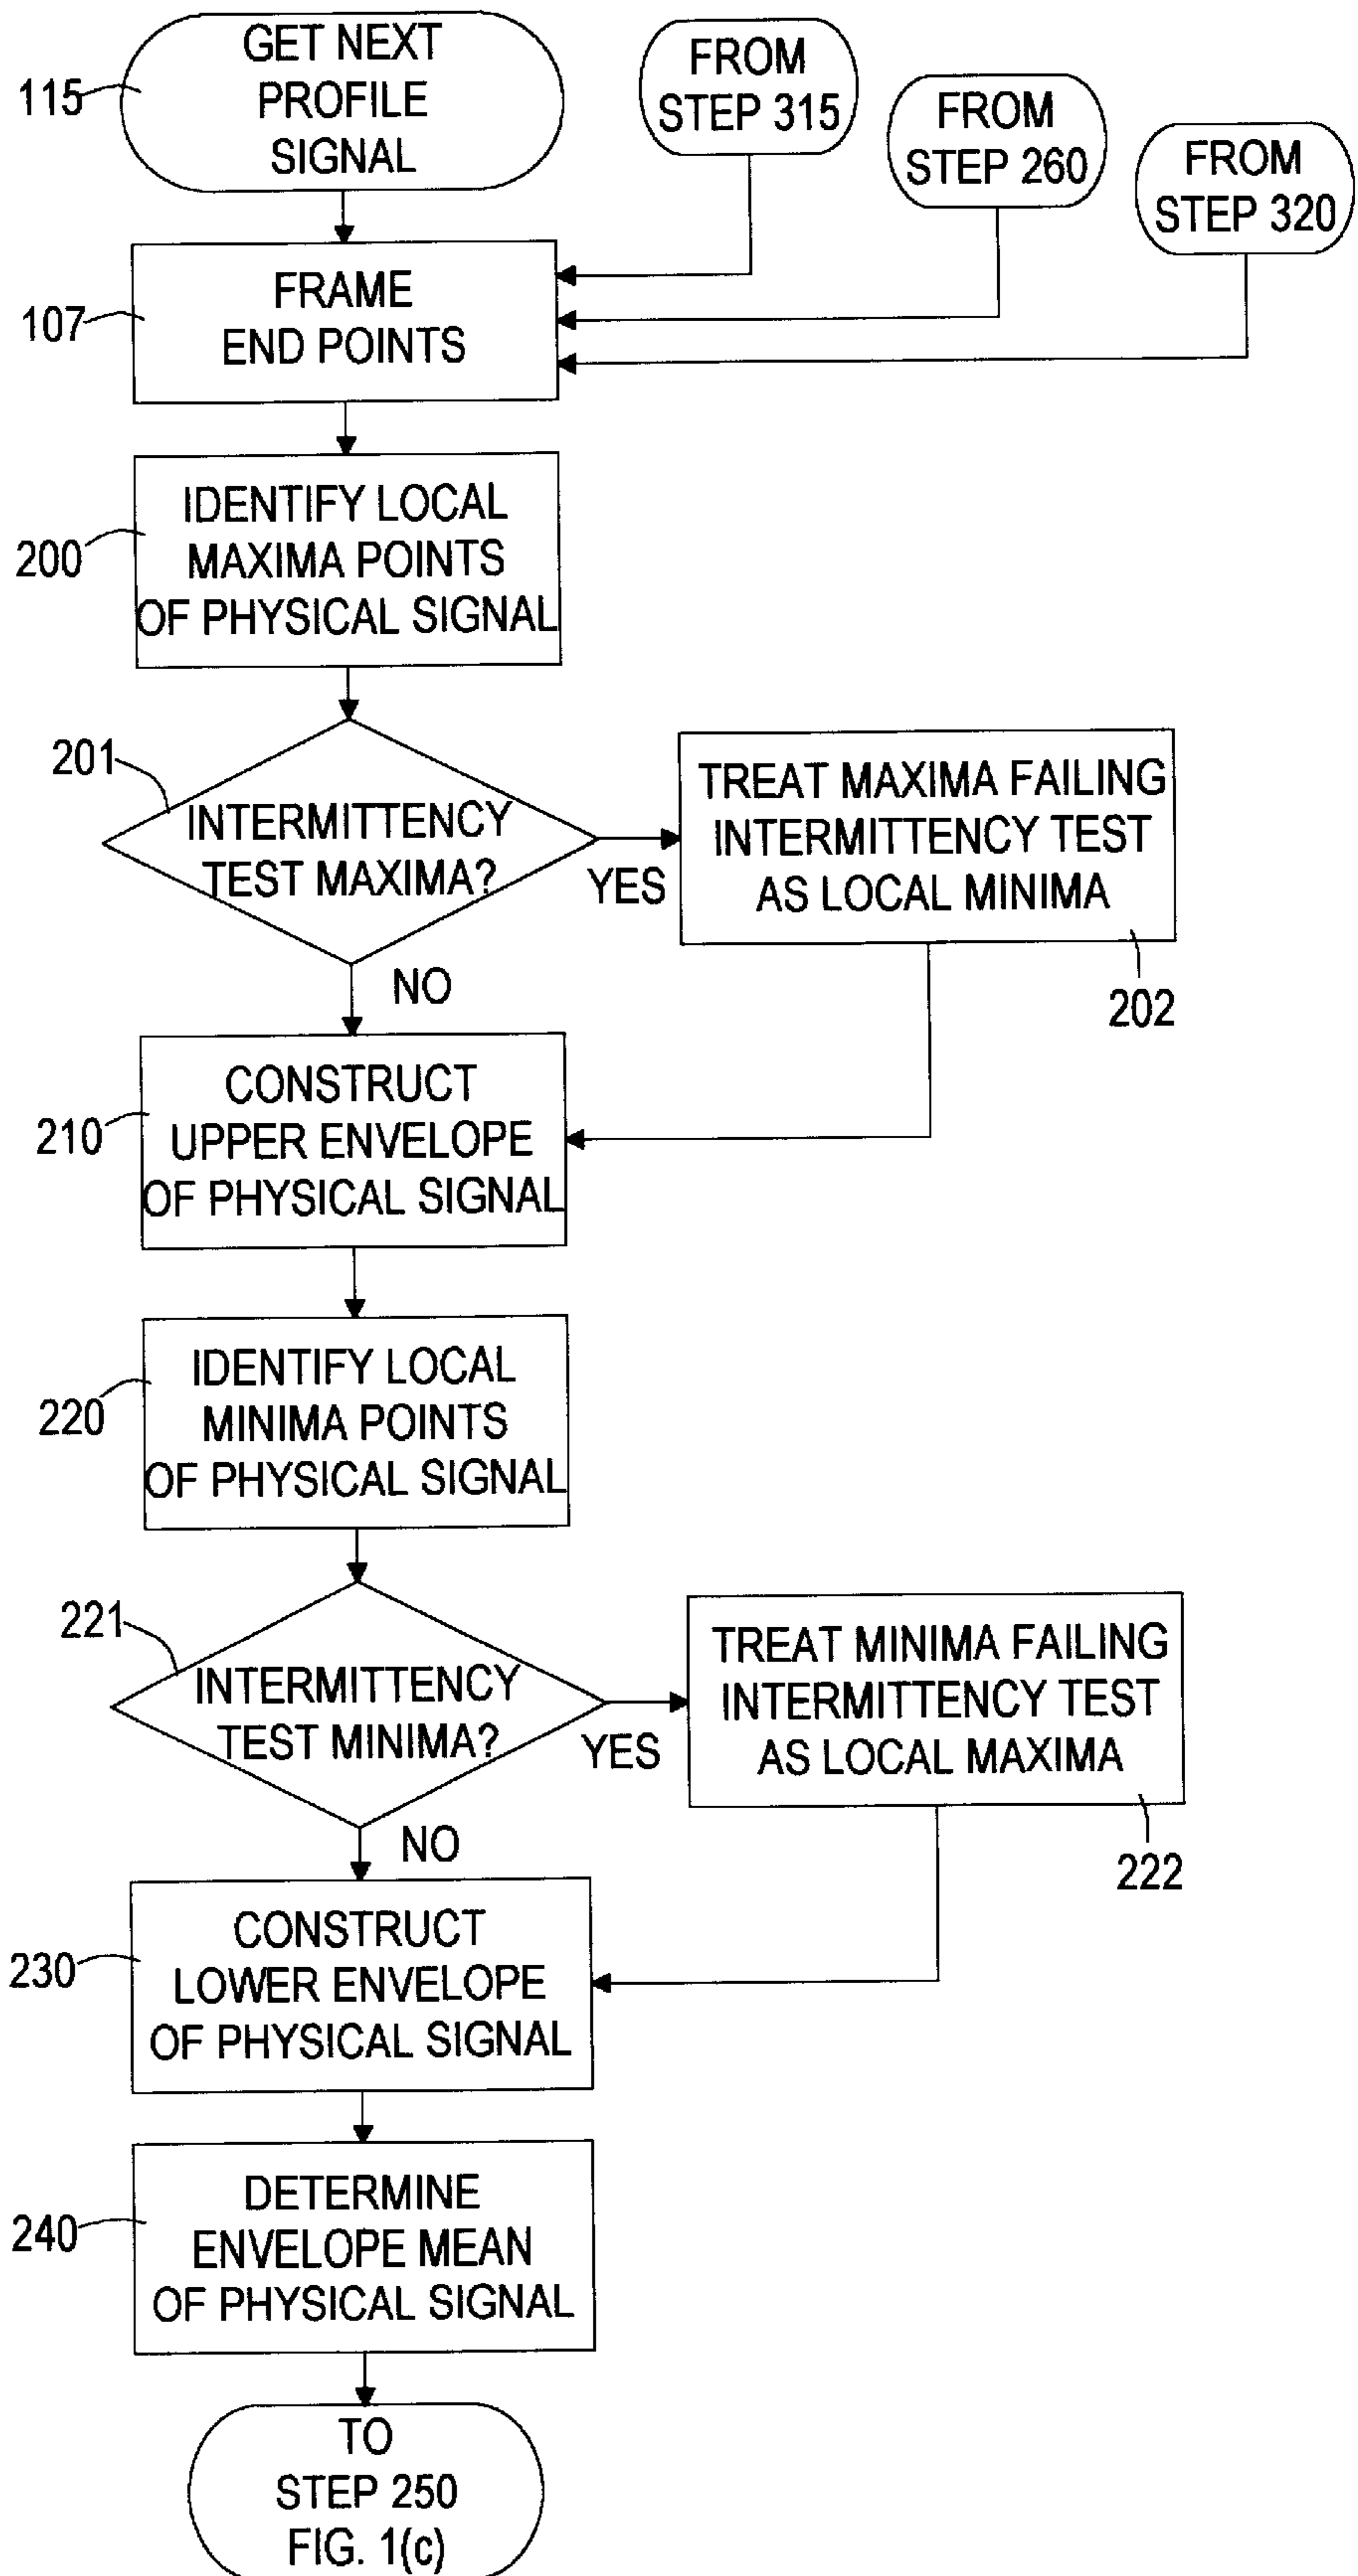 GET NEXT
PROFILE
SIGNAL
115
FROM
STEP 315
FROM
STEP 260
FROM
STEP 320
FRAME
END POINTS
107
IDENTIFY LOCAL
MAXIMA POINTS
OF PHYSICAL SIGNAL
200
201
INTERMITTENCY
TEST MAXIMA?
YES
NO
TREAT MAXIMA FAILING
INTERMITTENCY TEST
AS LOCAL MINIMA
202
CONSTRUCT
UPPER ENVELOPE
OF PHYSICAL SIGNAL
210
IDENTIFY LOCAL
MINIMA POINTS
OF PHYSICAL SIGNAL
220
221
INTERMITTENCY
TEST MINIMA?
YES
NO
TREAT MINIMA FAILING
INTERMITTENCY TEST
AS LOCAL MAXIMA
222
CONSTRUCT
LOWER ENVELOPE
OF PHYSICAL SIGNAL
230
DETERMINE
ENVELOPE MEAN
OF PHYSICAL SIGNAL
240
TO
STEP 250
FIG. 1(c)